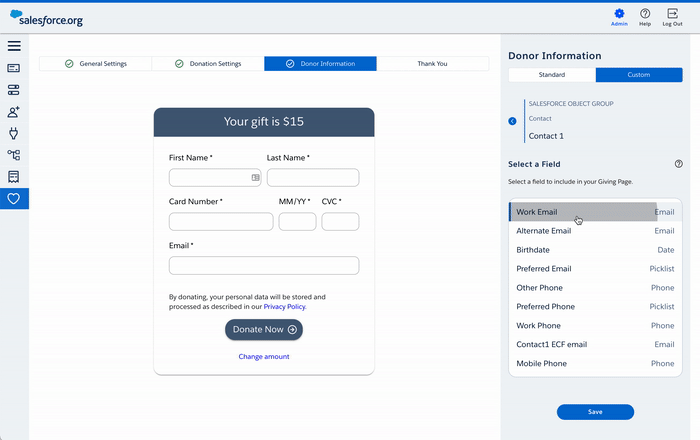 salesforce.org
Admin
Help
Log Out
General Settings
Donation Settings
Donor Information
Thank You
Your gift is $15
First Name *
Last Name *
Card Number *
MM/YY *
CVC *
Email *
By donating, your personal data will be stored and
processed as described in our Privacy Policy.
Donate Now
Change amount
Donor Information
Standard
Custom
SALESFORCE OBJECT GROUP
Contact
Contact 1
Select a Field
Select a field to include in your Giving Page.
Work Email Email
Alternate Email Email
Birthdate Date
Preferred Email Picklist
Other Phone Phone
Preferred Phone Picklist
Work Phone Phone
Contact1 ECF email Email
Mobile Phone Phone
Save